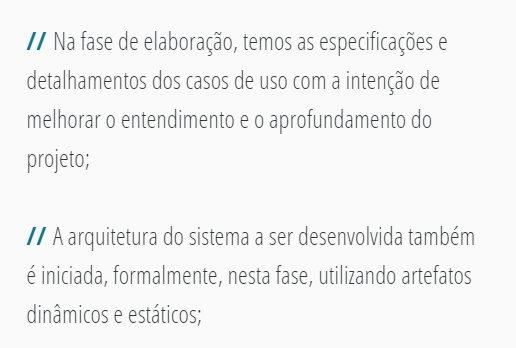 // Na fase de elaboração, temos as especificações e
detalhamentos dos casos de uso com a intenção de
melhorar o entendimento e o aprofundamento do
projeto;
// A arquitetura do sistema a ser desenvolvida também
é iniciada, formalmente, nesta fase, utilizando artefatos
dinâmicos e estáticos;